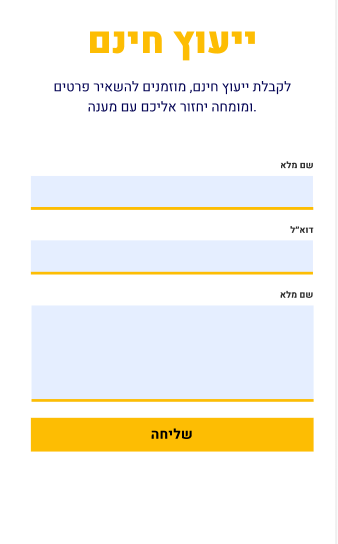 ייעוץ חינם
לקבלת ייעוץ חינם, מוזמנים להשאיר פרטים
ומומחה יחזור אליכם עם מענה.
שם מלא
דוא״ל
שם מלא
שליחה